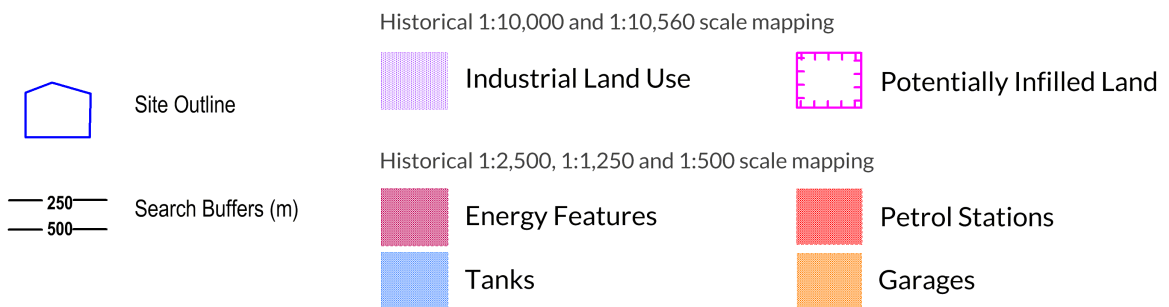 Historical 1:10,000 and 1:10,560 scale mapping
Site Outline
Industrial Land Use
Potentially Infilled Land
Historical 1:2,500, 1:1,250 and 1:500 scale mapping
250
500
Search Buffers (m)
Energy Features
Petrol Stations
Tanks
Garages